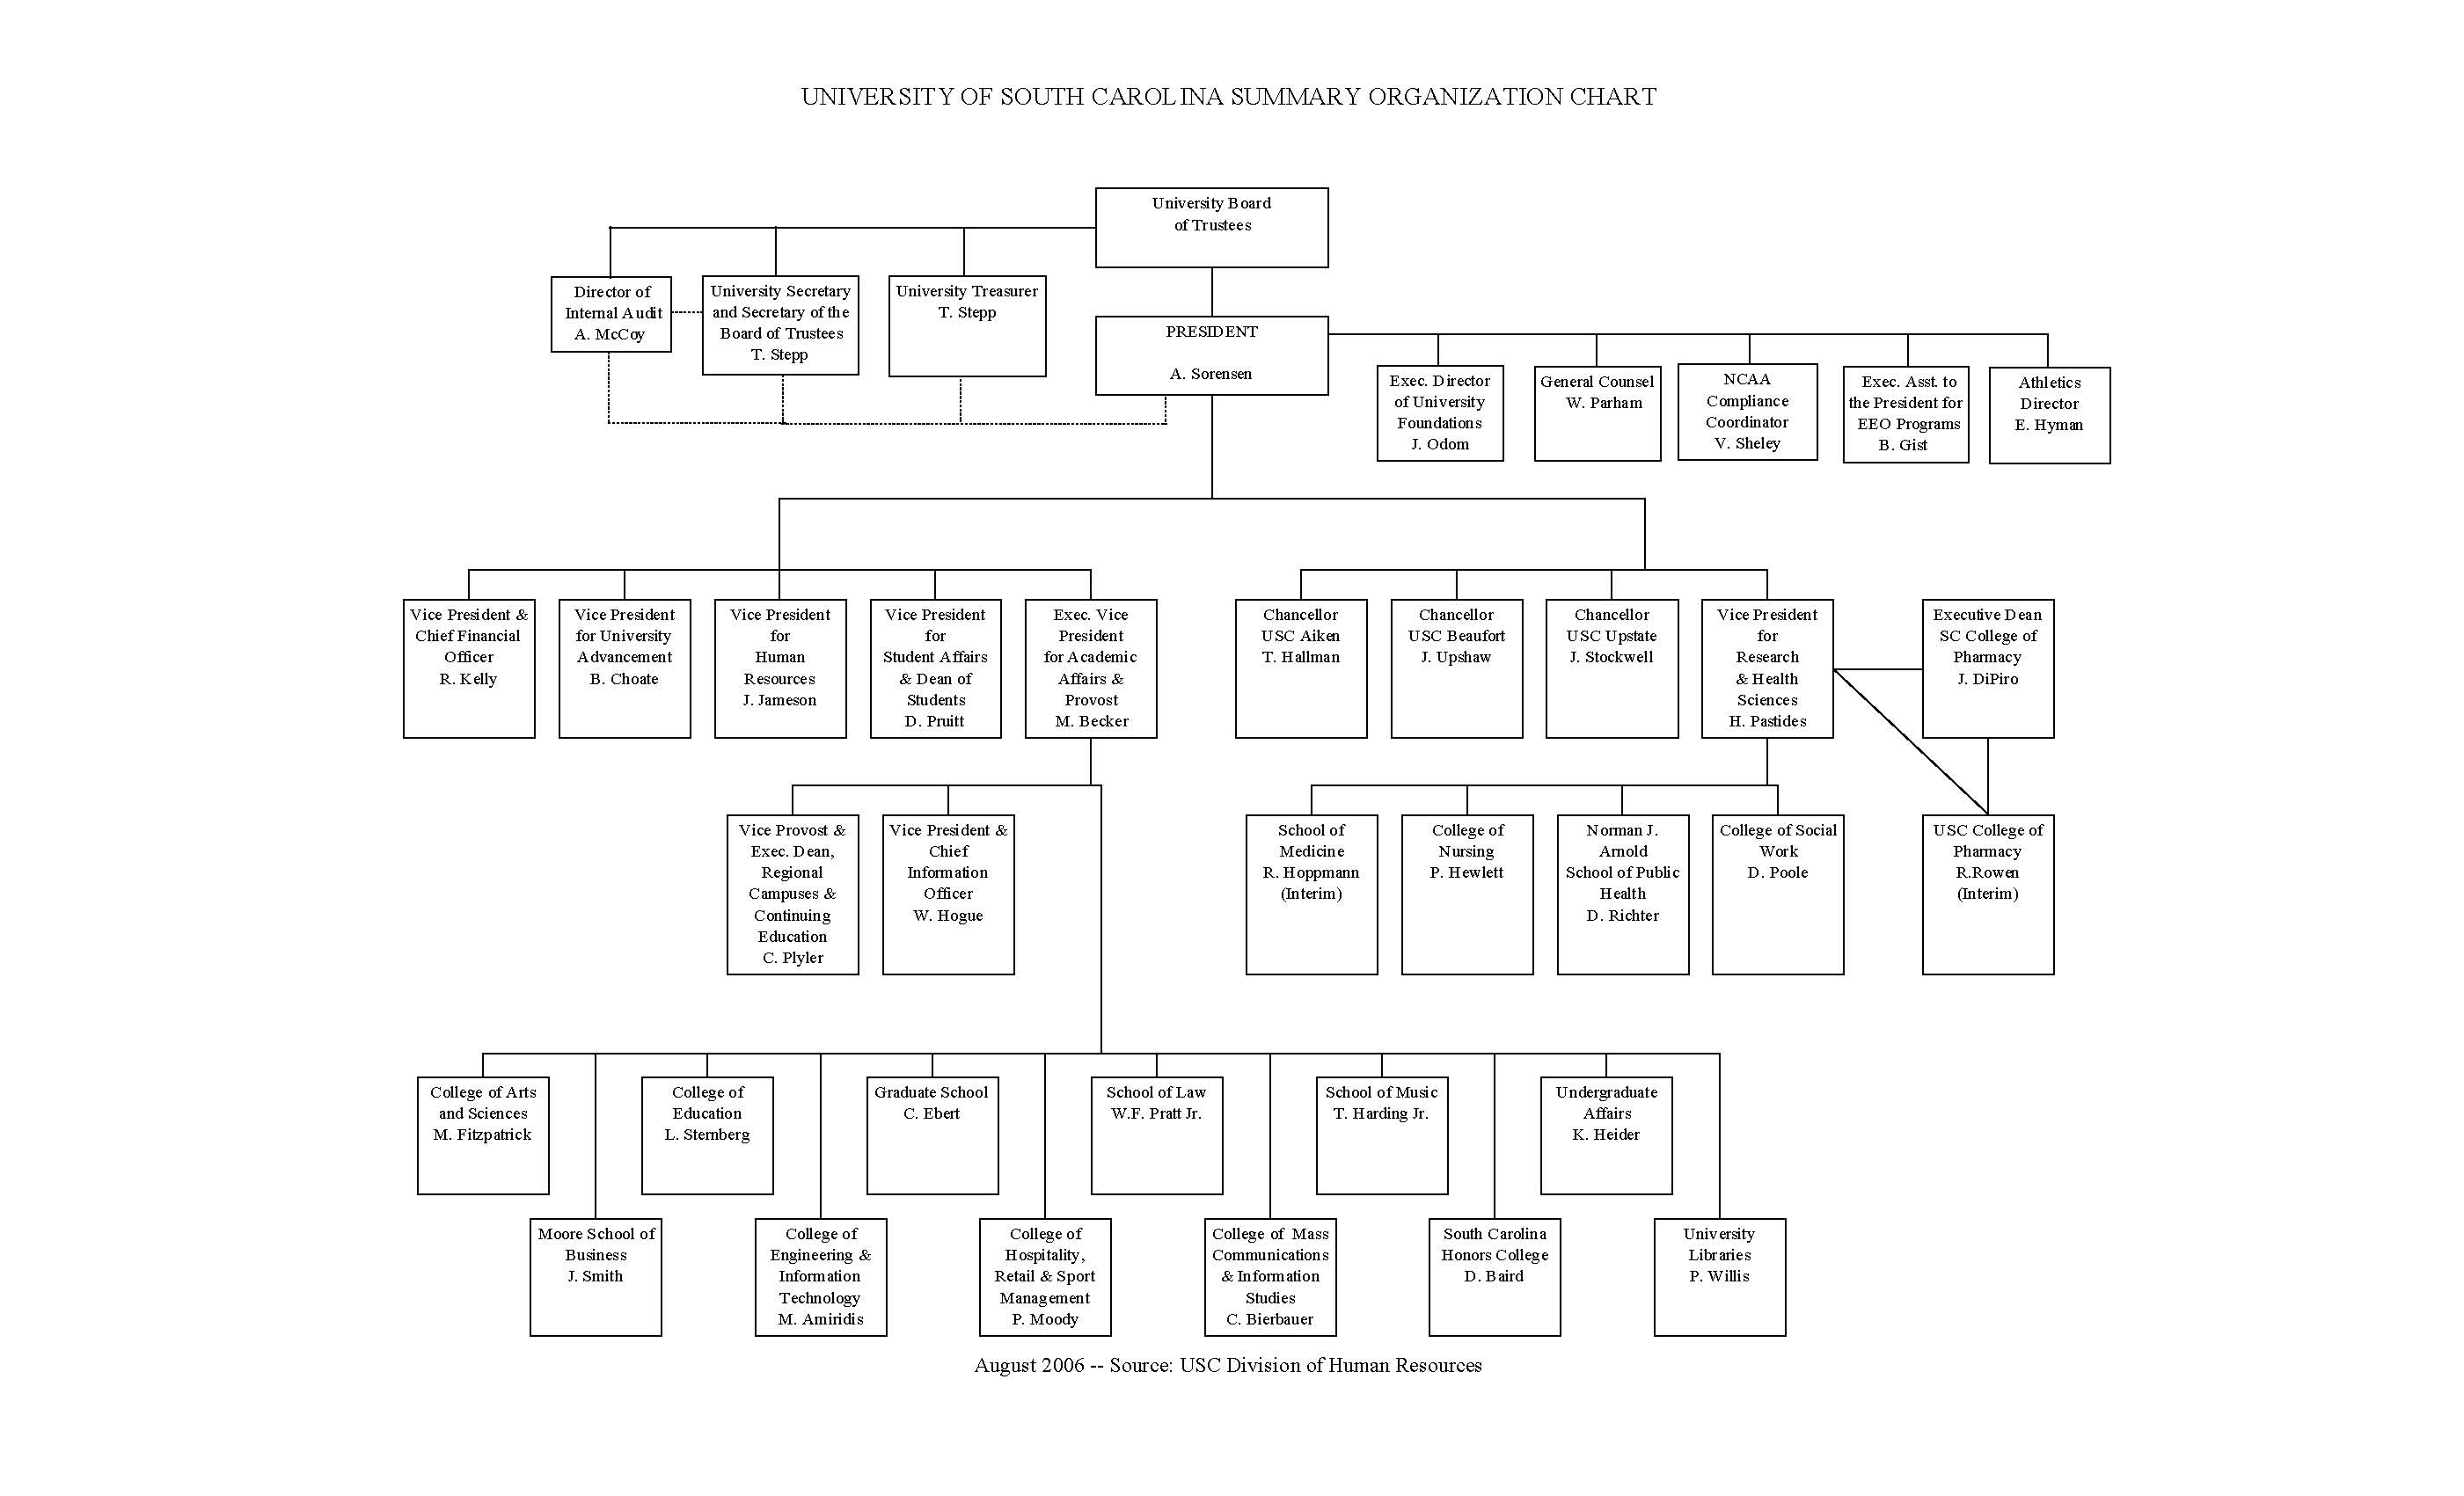 UNIVERSITY OF SOUTH CAROLINA SUMMARY ORGANIZATION CHART
University Board
of Trustees
Director of
Internal Audit
A. McCoy
University Secretary
and Secretary of the
Board of Trustees
T. Stepp
University Treasurer
T. Stepp
PRESIDENT
A. Sorensen
Exec. Director
of University
Foundations
J. Odom
General Counsel
W. Parham
NCAA
Compliance
Coordinator
V. Sheley
Exec. Asst. to
the President for
EEO Programs
B. Gist
Athletics
Director
E. Hyman
Vice President &
Chief Financial
Officer
R. Kelly
Vice President
for University
Advancement
B. Choate
Vice President
for
Human
Resources
J. Jameson
Vice President
for
Student Affairs
& Dean of
Students
D. Pruitt
Exec. Vice
President
for Academic
Affairs &
Provost
M. Becker
Chancellor
USC Aiken
T. Hallman
Chancellor
USC Beaufort
J. Upshaw
Chancellor
USC Upstate
J. Stockwell
Vice President
for
Research
& Health
Sciences
H. Pastides
Executive Dean
SC College of
Pharmacy
J. DiPiro
Vice Provost &
Exec. Dean,
Regional
Campuses &
Continuing
Education
C. Plyler
Vice President &
Chief
Information
Officer
W. Hogue
School of
Medicine
R. Hoppmann
(Interim)
College of
Nursing
P. Hewlett
Norman J.
Arnold
School of Public
Health
D. Richter
College of Social
Work
D. Poole
USC College of
Pharmacy
R.Rowen
(Interim)
College of Arts
and Sciences
M. Fitzpatrick
College of
Education
L. Sternberg
Graduate School
C. Ebert
School of Law
W.F. Pratt Jr.
School of Music
T. Harding Jr.
Undergraduate
Affairs
K. Heider
Moore School of
Business
J. Smith
College of
Engineering &
Information
Technology
M. Amiridis
College of
Hospitality,
Retail & Sport
Management
P. Moody
College of Mass
Communications
& Information
Studies
C. Bierbauer
South Carolina
Honors College
D. Baird
University
Libraries
P. Willis
August 2006 -- Source: USC Division of Human Resources